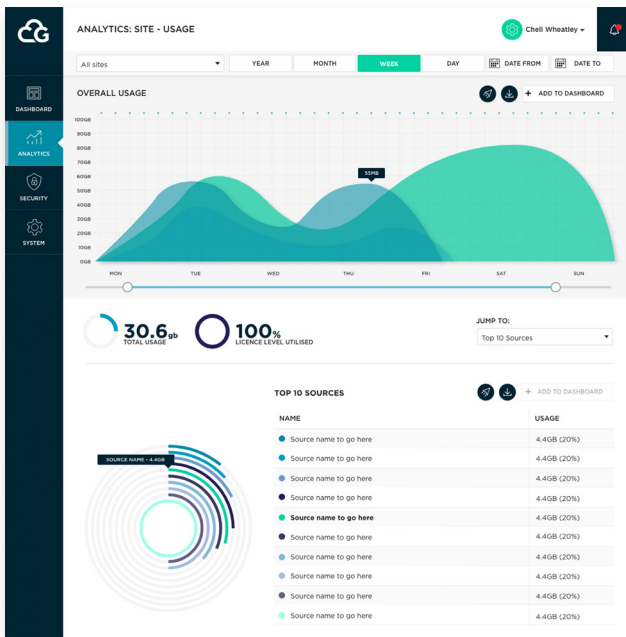 CG
ANALYTICS: SITE - USAGE
Chell Wheatley
All sites
YEAR
MONTH
WEEK
DAY
DATE FROM
DATE TO
DASHBOARD
ANALYTICS
SECURITY
SYSTEM
OVERALL USAGE
+ ADD TO DASHBOARD
100GB
90GB
80GB
70GB
60GB
50GB
40GB
30GB
20GB
10GB
0GB
55MB
MON TUE WED THU FRI SAT SUN
30.6gb
TOTAL USAGE
100%
LICENCE LEVEL UTILISED
JUMP TO:
Top 10 Sources
TOP 10 SOURCES
+ ADD TO DASHBOARD
SOURCE NAME - 4.4GB
NAME USAGE
Source name to go here 4.4GB (20%)
Source name to go here 4.4GB (20%)
Source name to go here 4.4GB (20%)
Source name to go here 4.4GB (20%)
Source name to go here 4.4GB (20%)
Source name to go here 4.4GB (20%)
Source name to go here 4.4GB (20%)
Source name to go here 4.4GB (20%)
Source name to go here 4.4GB (20%)
Source name to go here 4.4GB (20%)